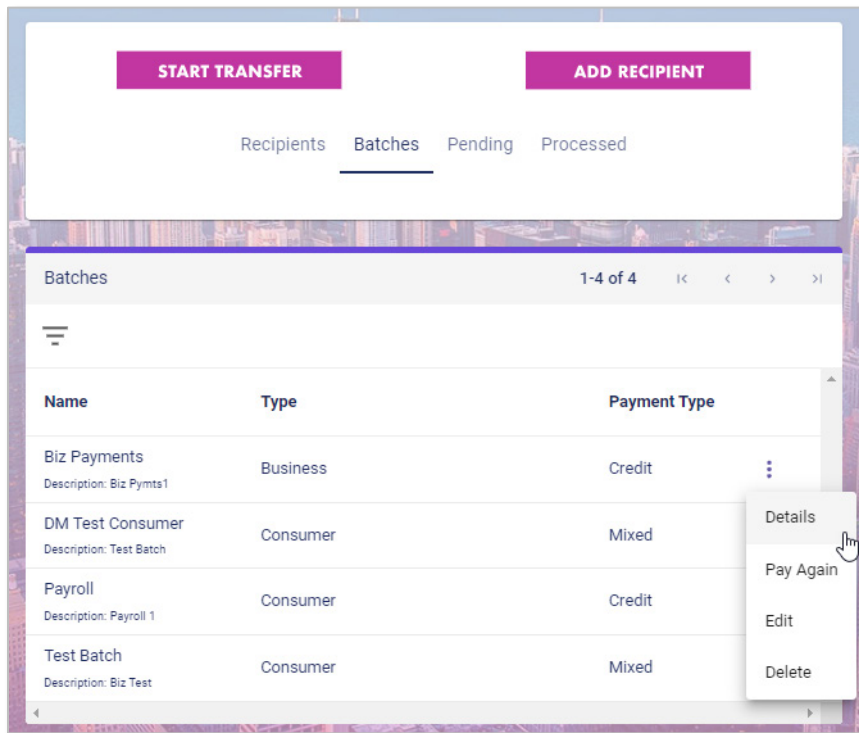 START TRANSFER ADD RECIPIENT
Recipients Batches Pending Processed
Batches 1-4 of 4
Name Type Payment Type
Biz Payments Business Credit
Description: Biz Pymts1
DM Test Consumer Consumer Mixed
Description: Test Batch
Payroll Consumer Credit
Description: Payroll 1
Test Batch Consumer Mixed
Description: Biz Test
Details
Pay Again
Edit
Delete